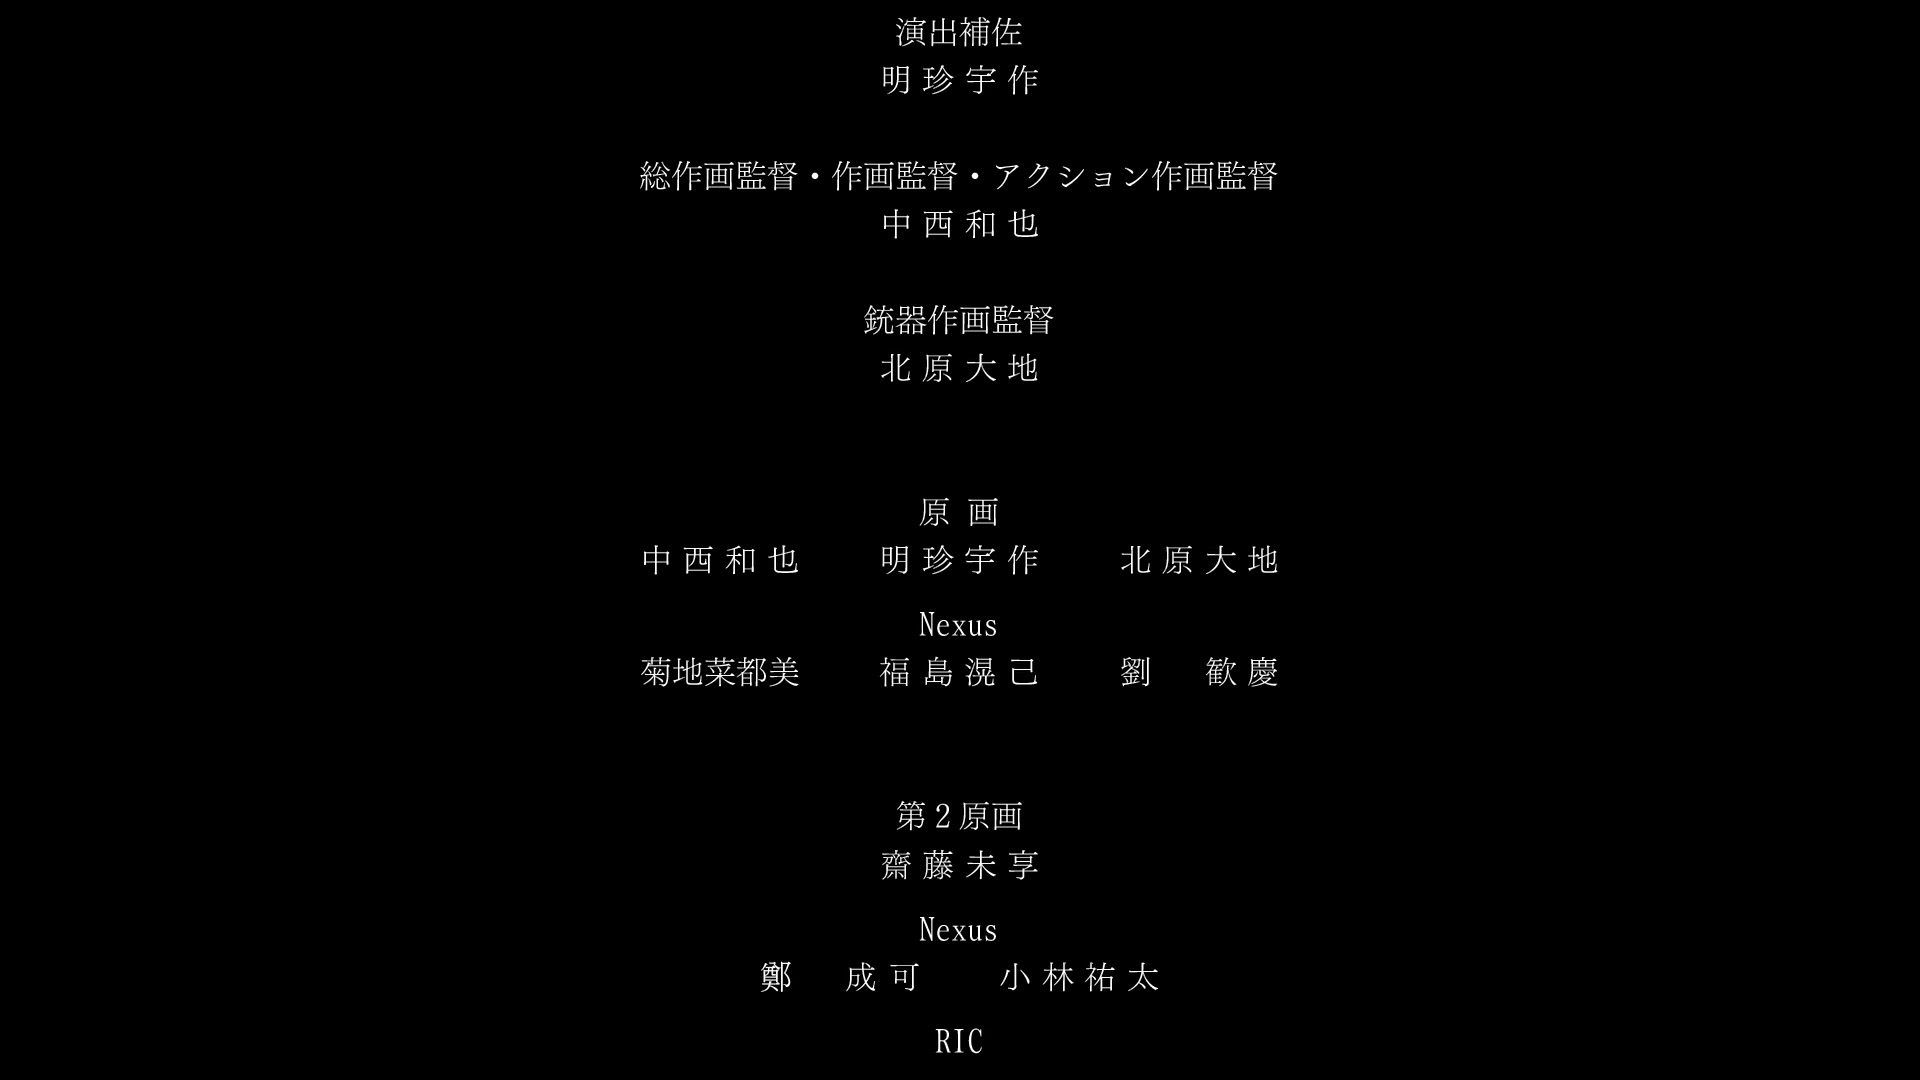 演出補佐
明珍宇作
総作画監督・作画監督・アクション作画監督
中西和也
銃器作画監督
北原大地
原画
中西和也 明珍宇作 北原大地
Nexus
菊地菜都美 福島滉己 劉 歓慶
第2原画
齋藤未享
Nexus
鄭 成可 小林祐太
RIC